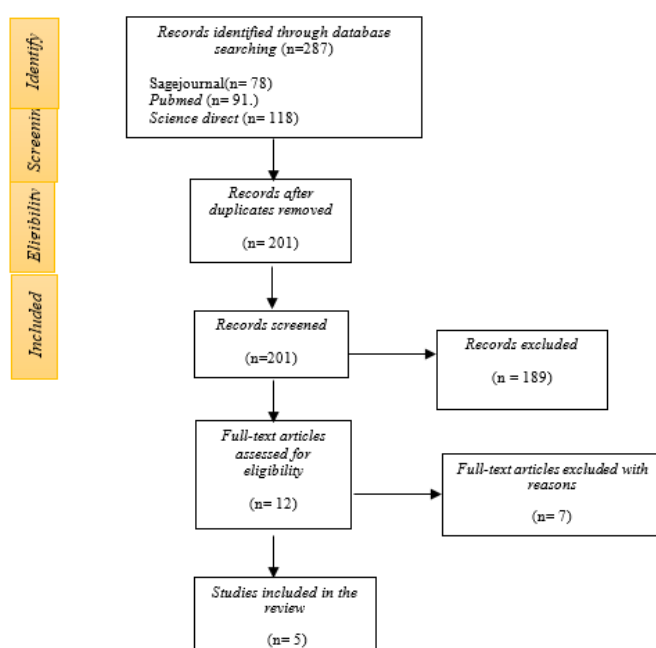 Identify
Screenin
Eligibility
Included
Records identified through database
searching (n=287)
Sagejournal(n= 78)
Pubmed (n= 91.)
Science direct (n= 118)
Records after
duplicates removed
(n= 201)
Records screened
(n=201)
Records excluded
(n = 189)
Full-text articles
assessed for
eligibility
(n= 12)
Full-text articles excluded with
reasons
(n= 7)
Studies included in the
review
(n= 5)